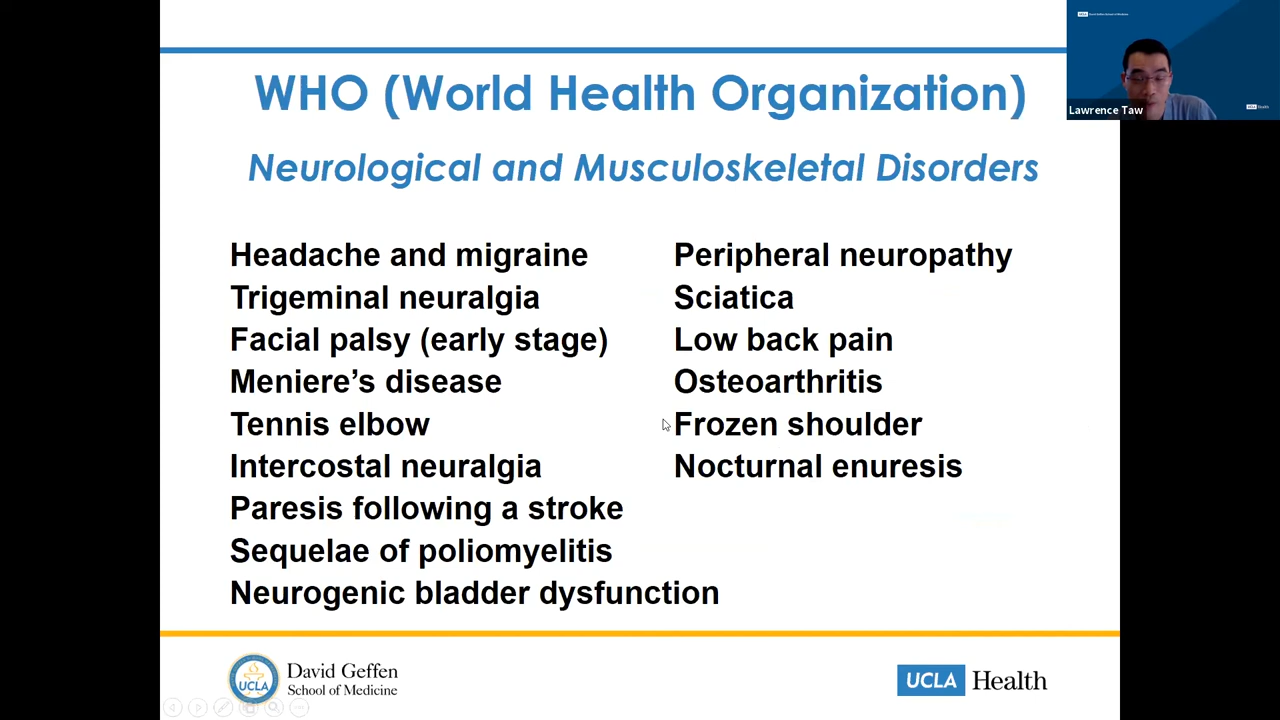 WHO (World Health Organization)
Neurological and Musculoskeletal Disorders
Headache and migraine
Trigeminal neuralgia
Facial palsy (early stage)
Meniere’s disease
Tennis elbow
Intercostal neuralgia
Paresis following a stroke
Sequelae of poliomyelitis
Neurogenic bladder dysfunction
Peripheral neuropathy
Sciatica
Low back pain
Osteoarthritis
Frozen shoulder
Nocturnal enuresis
UCLA
David Geffen
School of Medicine
UCLA Health
Lawrence Taw